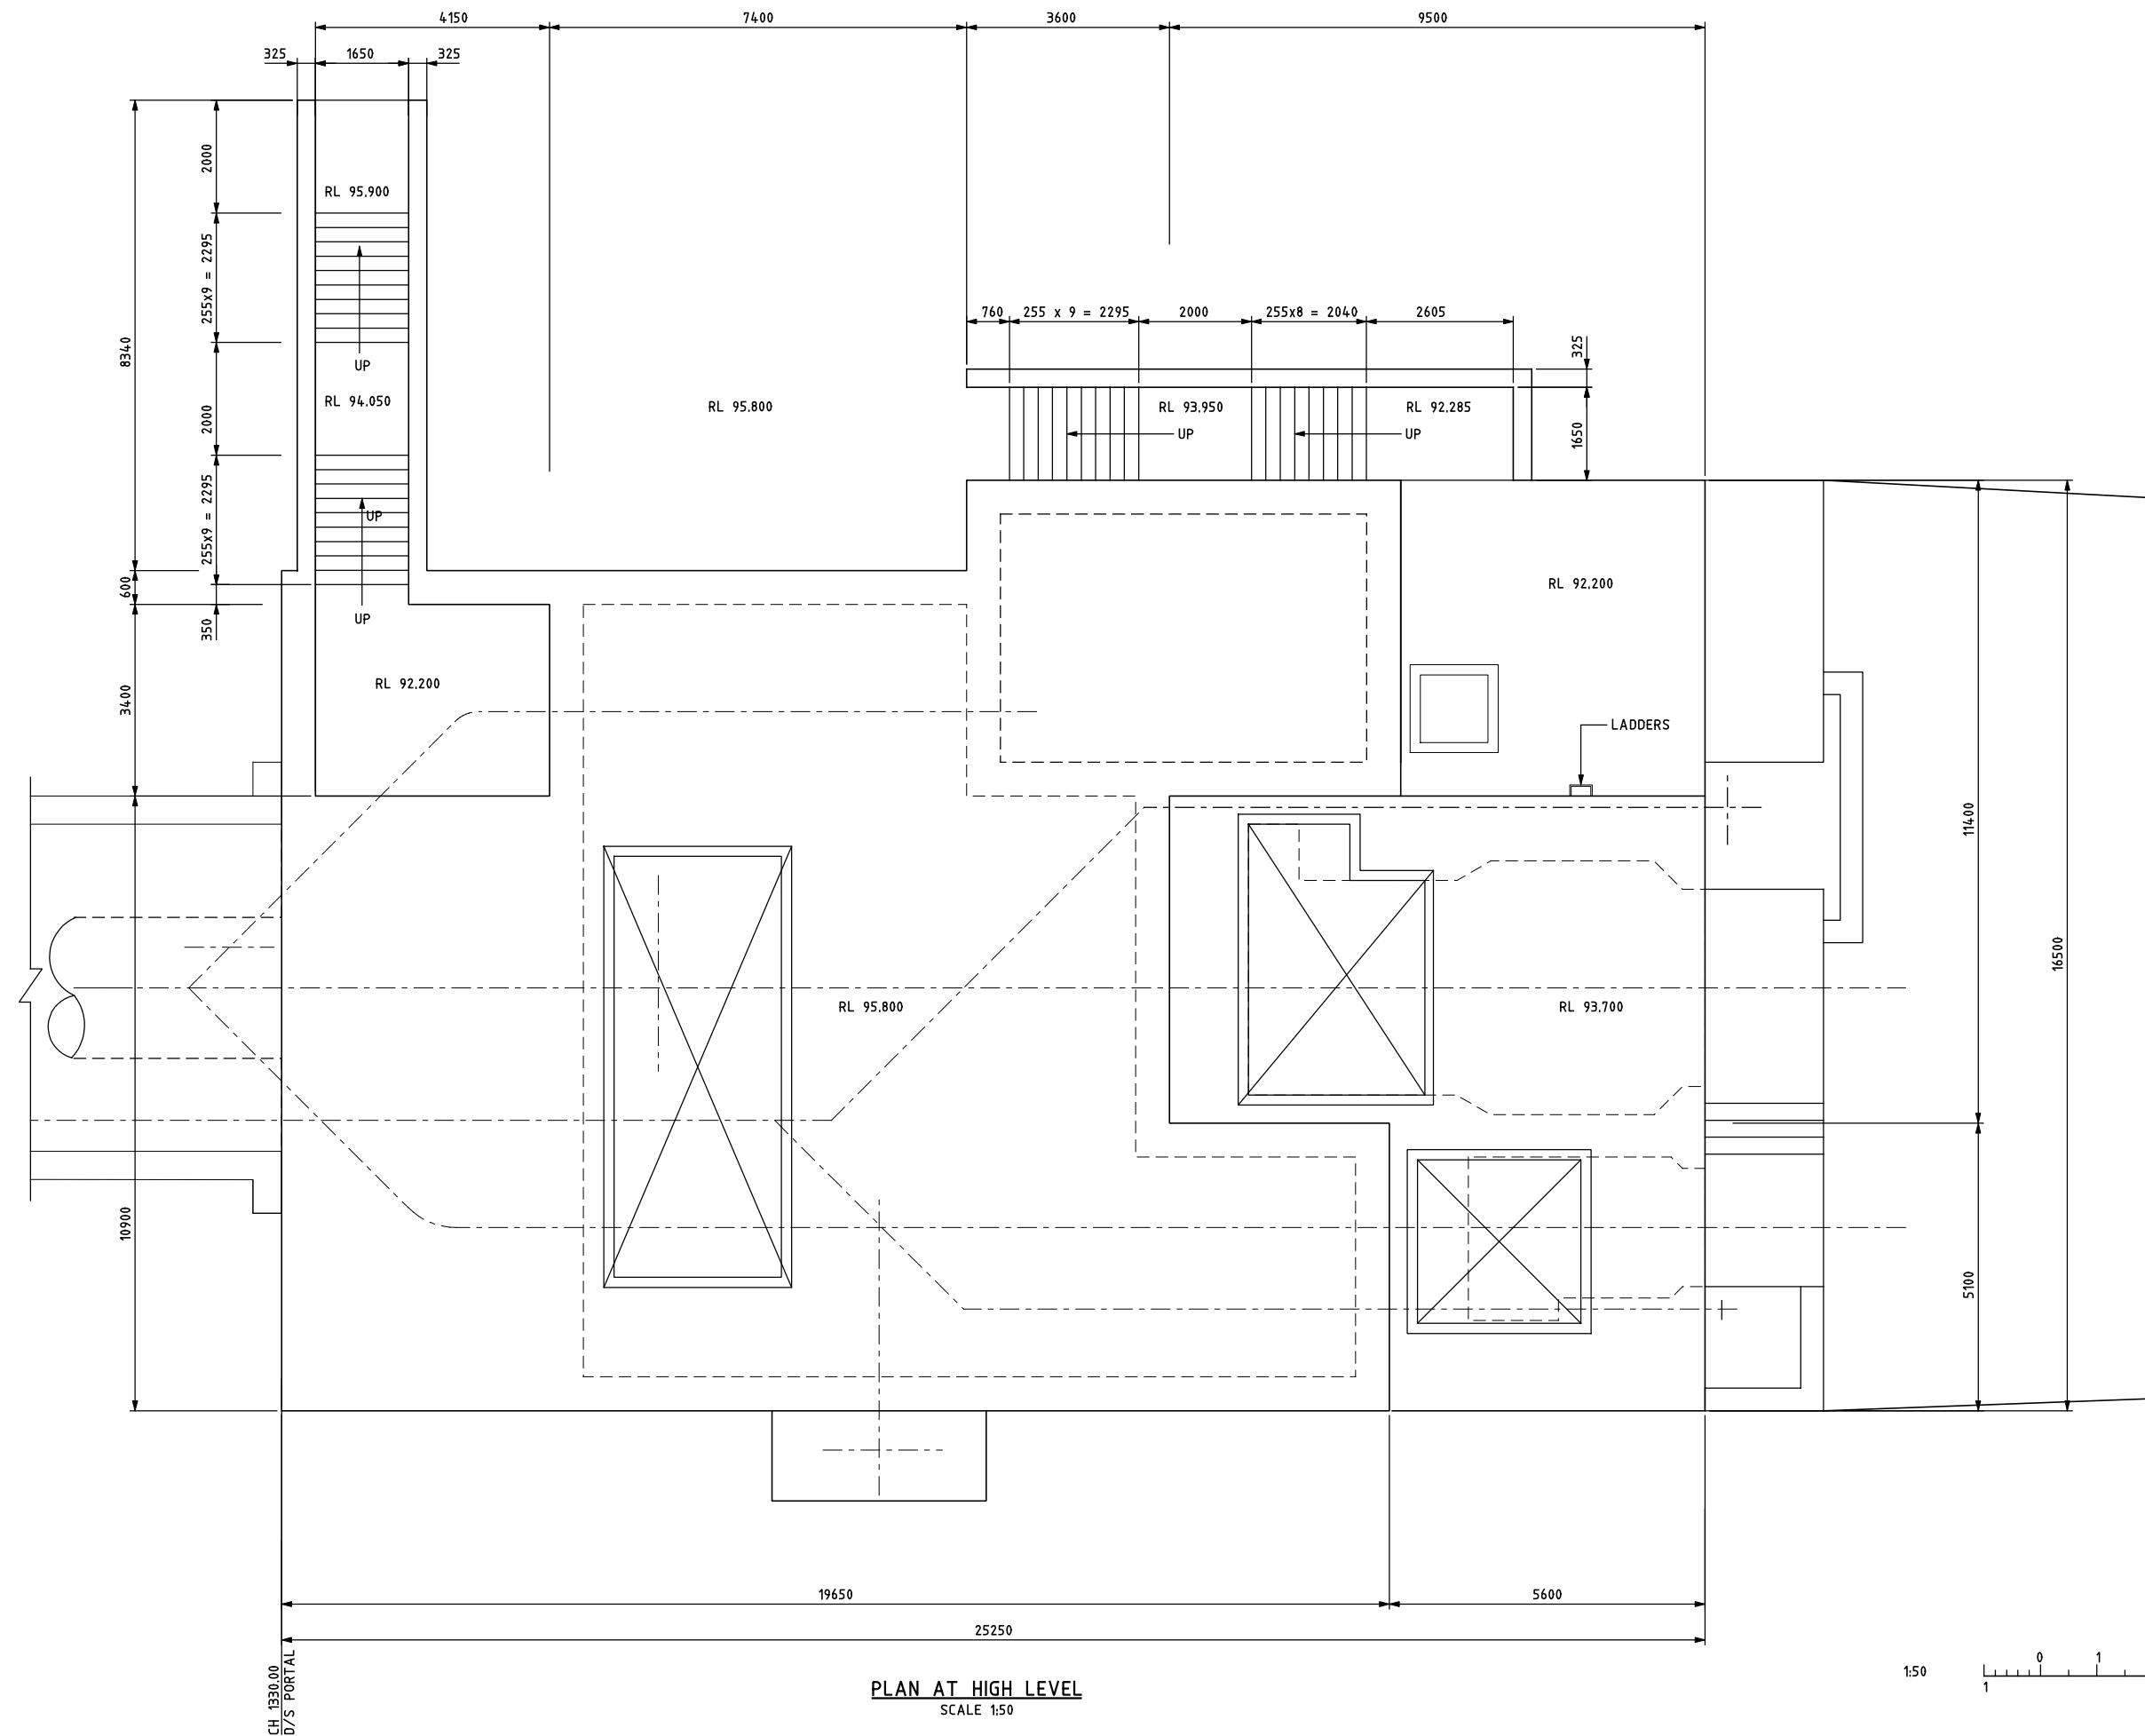 4150
7400
3600
9500
325
1650
325
2000
RL 95.900
255x9 = 2295
760
255 x 9 = 2295
2000
255x8 = 2040
2605
325
8340
UP
RL 94.050
RL 95.800
RL 93.950
RL 92.285
2000
UP
UP
1650
255x9 = 2295
UP
600
RL 92.200
350
UP
3400
RL 92.200
LADDERS
11400
16500
RL 95.800
RL 93.700
10900
5100
19650
5600
25250
CH 1330.00
D/S PORTAL
PLAN AT HIGH LEVEL
SCALE 1:50
1:50
0
1
1